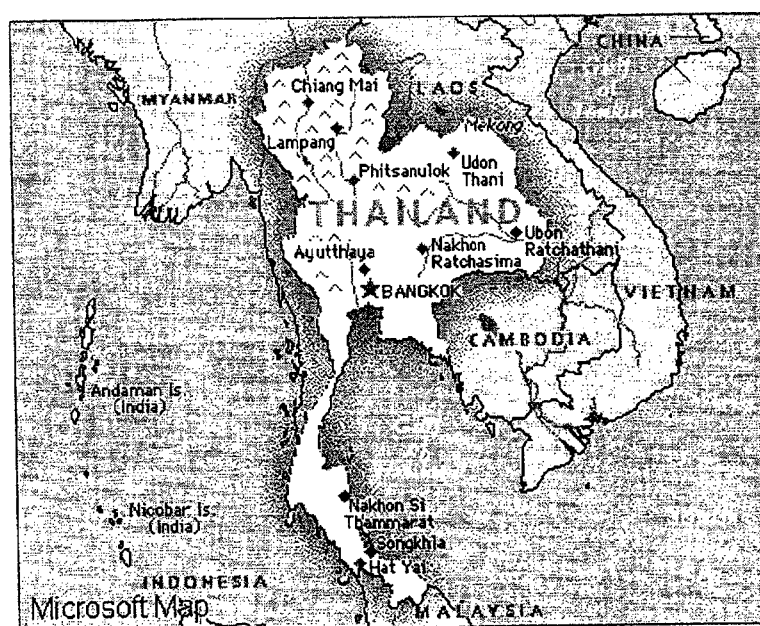 CHINA
Chiang Mai
LAOS
MYANMAR
Mekong
Lampang
Phitsanulok
Udon
Thani
THAILAND
Ubon
Ratchathani
Ayutthaya
Nakhon
Ratchasima
BANGKOK
VIETNAM
CAMBODIA
Andaman Is.
(India)
Nicobar Is.
(India)
Nakhon Si
Thammarat
Songkhla
Hat Yai
INDONESIA
Microsoft Map
MALAYSIA